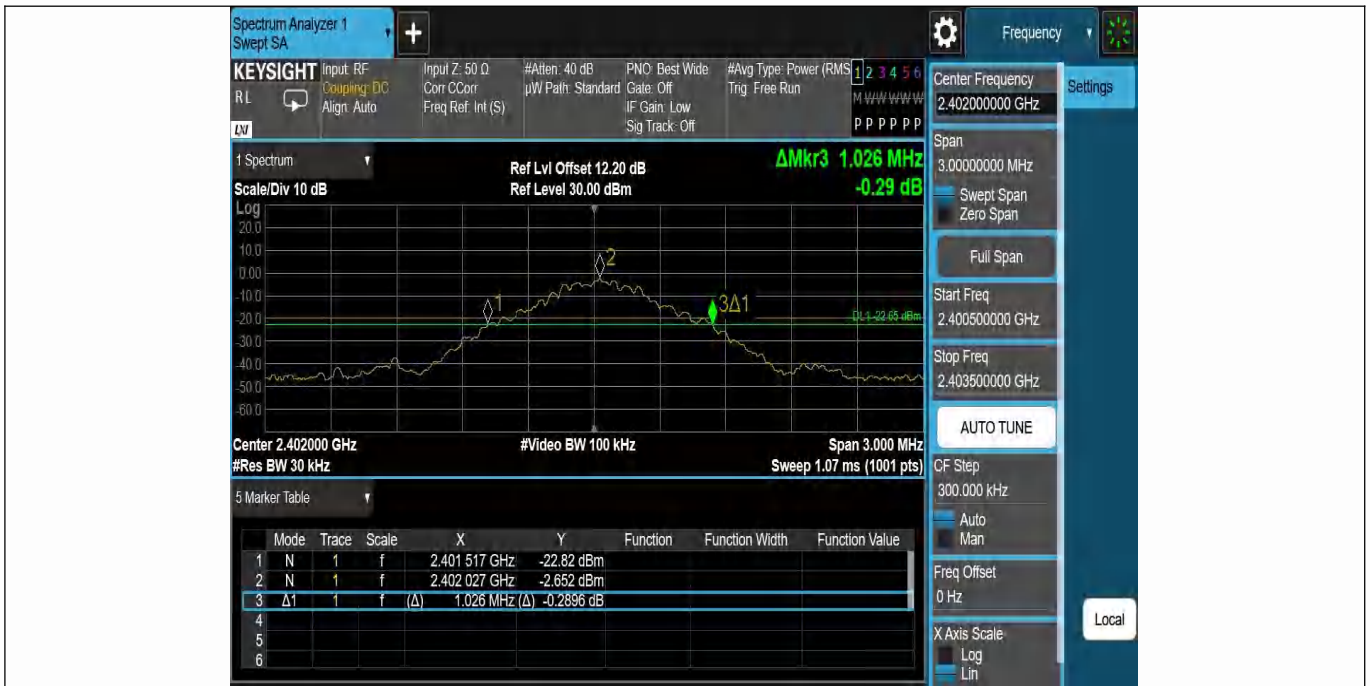 Spectrum Analyzer 1
Swept SA
+
Frequency
KEYSIGHT
RL
LXI
Input: RF
Coupling: DC
Align: Auto
Input Z: 50 Ω
Corr CCorr
Freq Ref: Int (S)
#Atten: 40 dB
µW Path: Standard
PNO: Best Wide
Gate: Off
IF Gain: Low
Sig Track: Off
#Avg Type: Power (RMS
Trig: Free Run
1 2 3 4 5 6
M W W W W W
P P P P P P
1 Spectrum
Scale/Div 10 dB
Ref Lvl Offset 12.20 dB
Ref Level 30.00 dBm
ΔMkr3 1.026 MHz
-0.29 dB
Log
20.0
10.0
0.00
-10.0
-20.0
-30.0
-40.0
-50.0
-60.0
1
2
3Δ1
DL1 -22.65 dBm
Center 2.402000 GHz
#Video BW 100 kHz
Span 3.000 MHz
#Res BW 30 kHz
Sweep 1.07 ms (1001 pts)
5 Marker Table
Mode Trace Scale X Y Function Function Width Function Value
1 N 1 f 2.401 517 GHz -22.82 dBm
2 N 1 f 2.402 027 GHz -2.652 dBm
3 Δ1 1 f (Δ) 1.026 MHz (Δ) -0.2896 dB
4
5
6
Center Frequency
2.402000000 GHz
Settings
Span
3.00000000 MHz
Swept Span
Zero Span
Full Span
Start Freq
2.400500000 GHz
Stop Freq
2.403500000 GHz
AUTO TUNE
CF Step
300.000 kHz
Auto
Man
Freq Offset
0 Hz
X Axis Scale
Log
Lin
Local